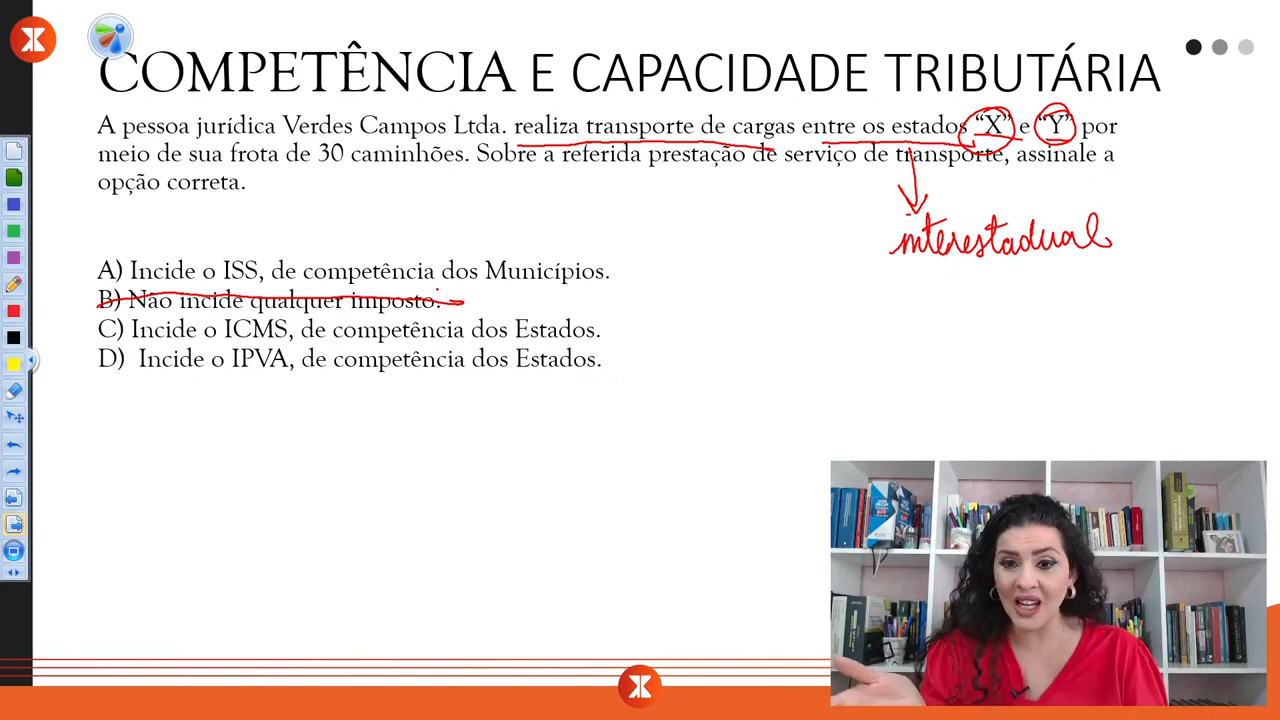 COMPETÊNCIA E CAPACIDADE TRIBUTÁRIA
A pessoa jurídica Verdes Campos Ltda. realiza transporte de cargas entre os estados “X” e “Y” por
meio de sua frota de 30 caminhões. Sobre a referida prestação de serviço de transporte, assinale a
opção correta.
interestadual
A) Incide o ISS, de competência dos Municípios.
B) Não incide qualquer imposto.
C) Incide o ICMS, de competência dos Estados.
D) Incide o IPVA, de competência dos Estados.